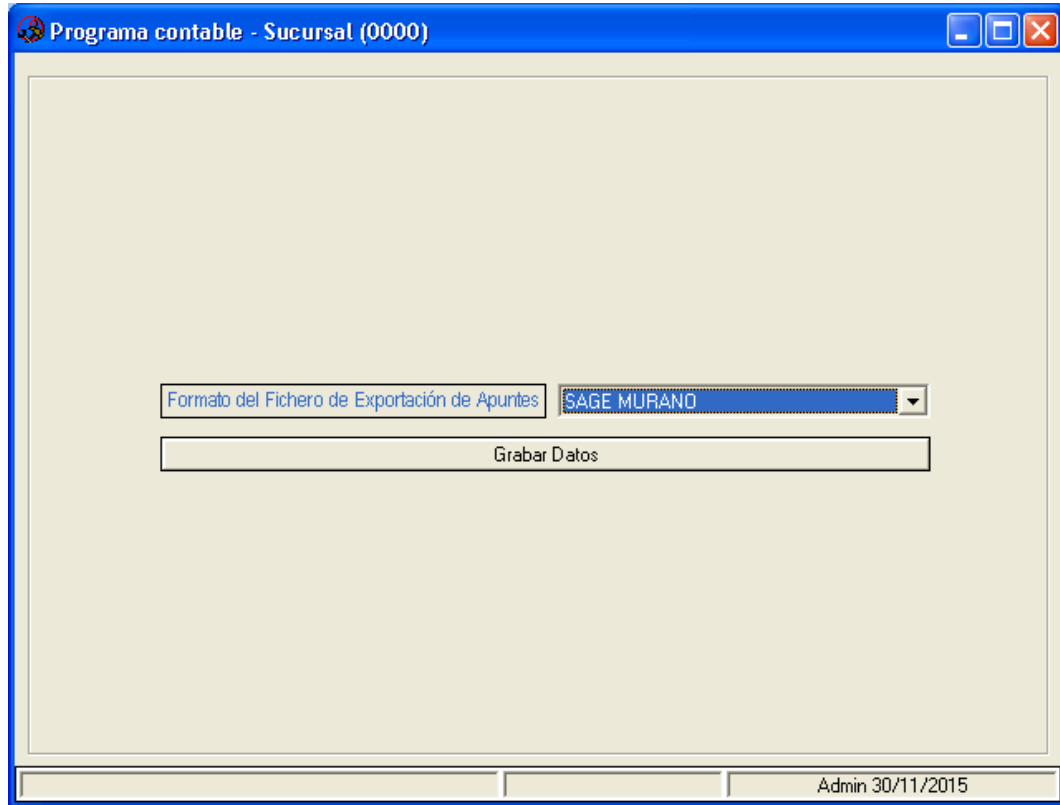 Programa contable - Sucursal (0000)
Formato del Fichero de Exportación de Apuntes SAGE MURANO
Grabar Datos
Admin 30/11/2015